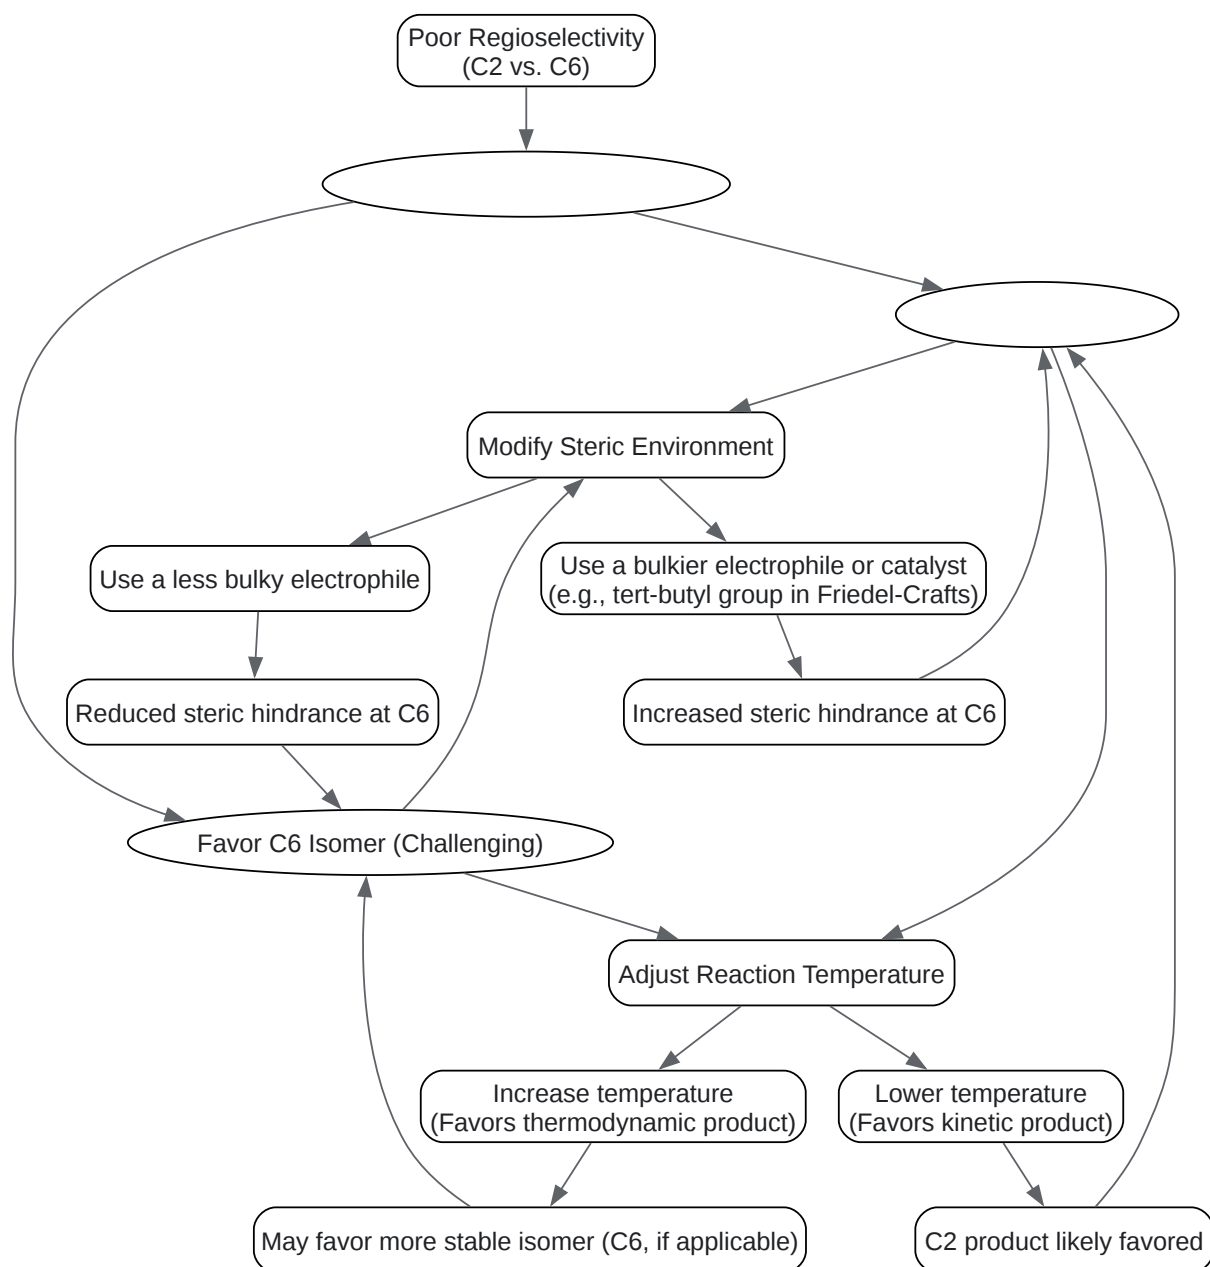 Poor Regioselectivity
(C2 vs. C6)
Modify Steric Environment
Use a less bulky electrophile
Use a bulkier electrophile or catalyst
(e.g., tert-butyl group in Friedel-Crafts)
Reduced steric hindrance at C6
Increased steric hindrance at C6
Favor C6 Isomer (Challenging)
Adjust Reaction Temperature
Increase temperature
(Favors thermodynamic product)
Lower temperature
(Favors kinetic product)
May favor more stable isomer (C6, if applicable)
C2 product likely favored